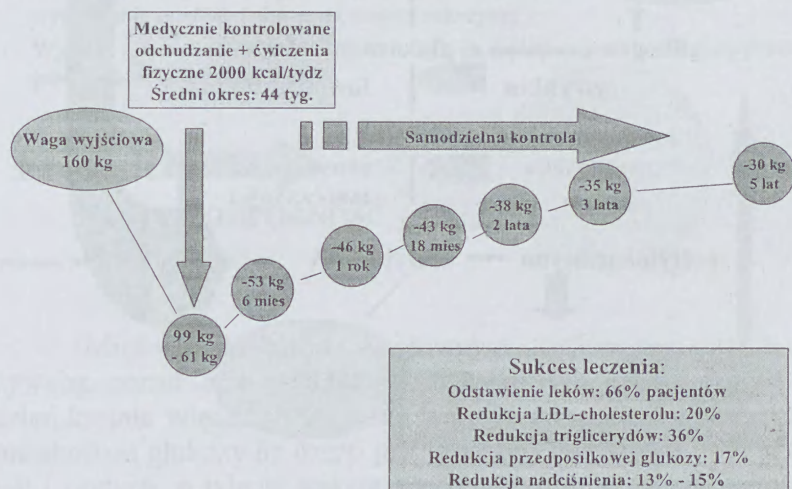 Medycznie kontrolowane
odchudzanie + ćwiczenia
fizyczne 2000 kcal/tydz
Średni okres: 44 tyg.
Waga wyjściowa
160 kg
Samodzielna kontrola
-30 kg
5 lat
-35 kg
3 lata
-38 kg
2 lata
-43 kg
18 mies
-46 kg
1 rok
-53 kg
6 mies
99 kg
- 61 kg
Sukces leczenia:
Odstawienie leków: 66% pacjentów
Redukcja LDL-cholesterolu: 20%
Redukcja triglicerydów: 36%
Redukcja przedposiłkowej glukozy: 17%
Redukcja nadciśnienia: 13% - 15%